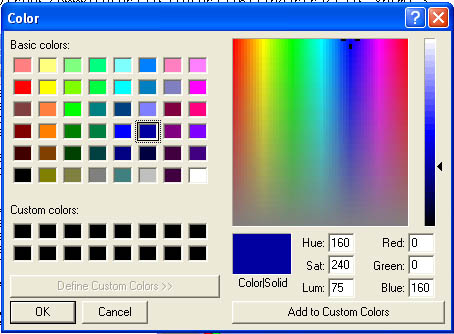 Color
Basic colors:
Custom colors:
Define Custom Colors >>
OK Cancel
Color|Solid
Hue: 160 Red: 0
Sat: 240 Green: 0
Lum: 75 Blue: 160
Add to Custom Colors